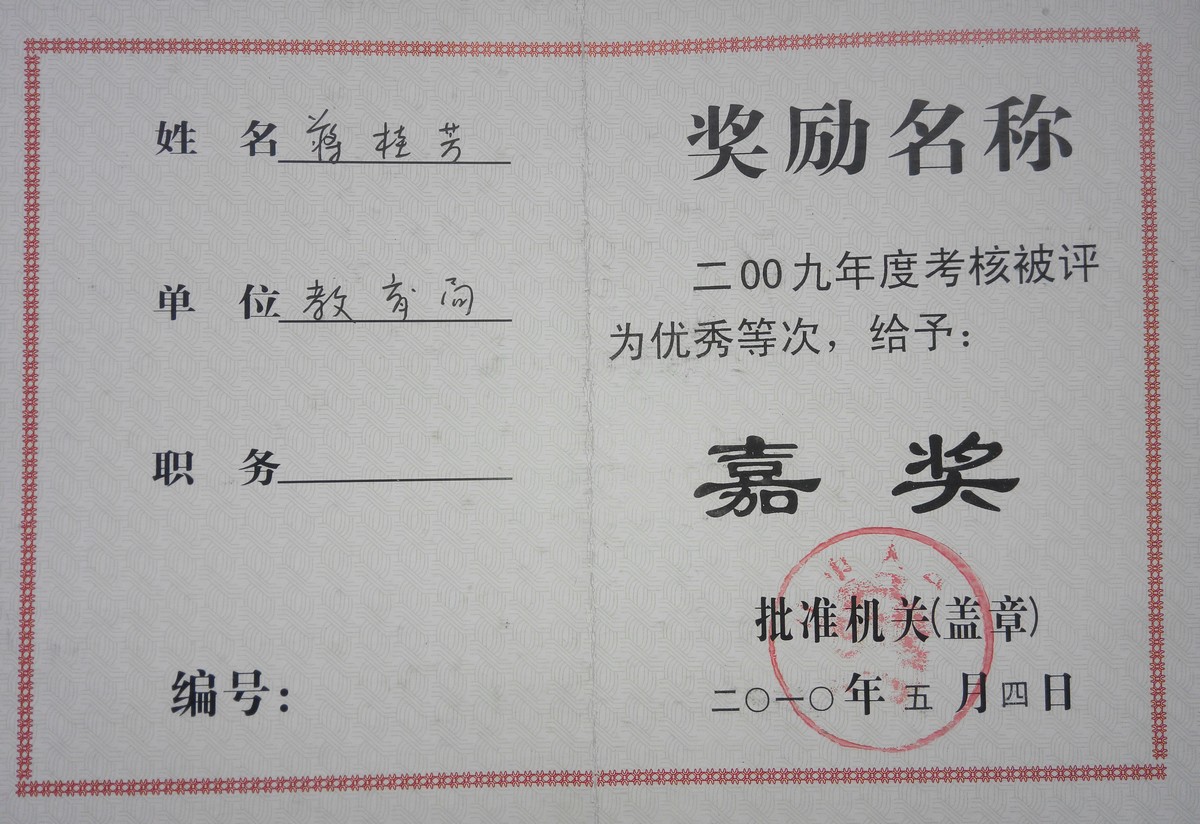 姓 名 蒋桂芳
单 位 教育局
职 务
编号：
奖励名称
二00九年度考核被评
为优秀等次，给予：
嘉 奖
批准机关(盖章)
二〇一〇年五月四日